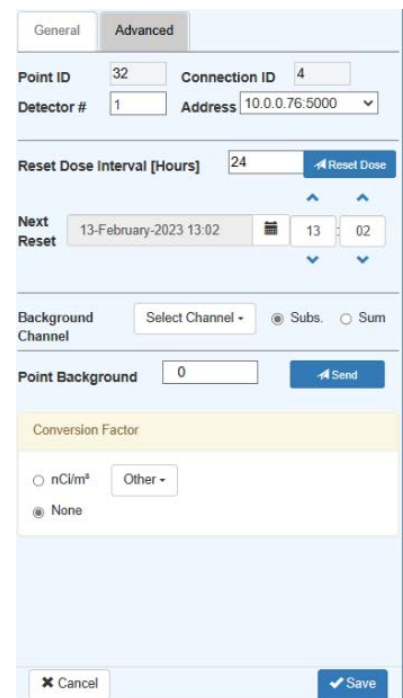 General Advanced
Point ID 32 Connection ID 4
Detector # 1 Address 10.0.0.76:5000
Reset Dose Interval [Hours] 24 Reset Dose
Next Reset 13-February-2023 13:02 13 : 02
Background Channel Select Channel Subs. Sum
Point Background 0 Send
Conversion Factor
nCi/m³ Other
None
Cancel Save